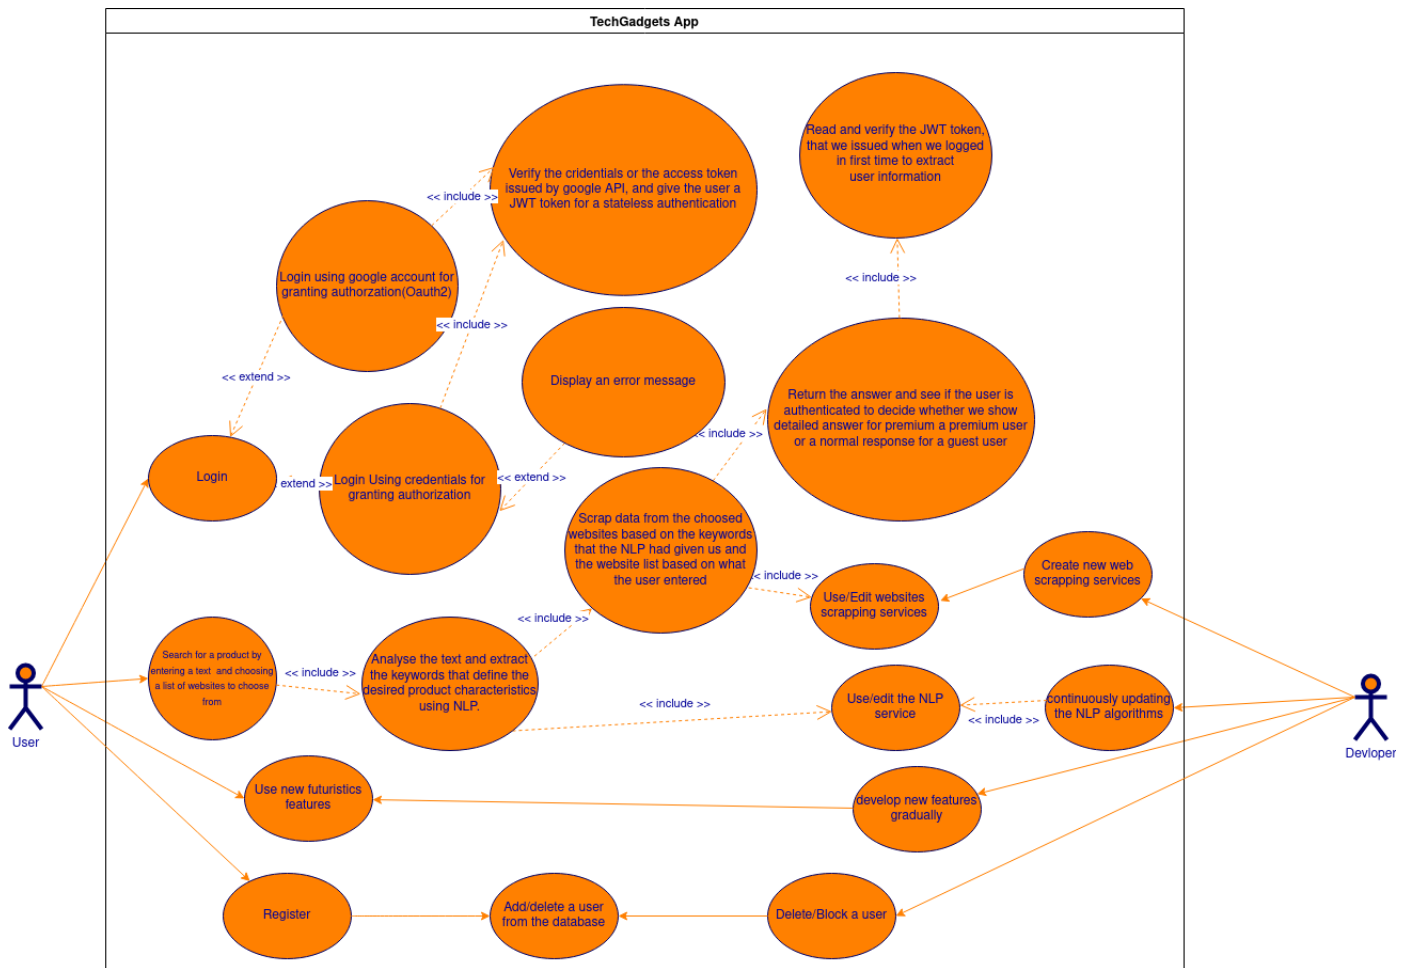 TechGadgets App
Read and verify the JWT token,
that we issued when we logged
in first time to extract
user information
Verify the cridentials or the access token
issued by google API, and give the user a
JWT token for a stateless authentication
<< include >>
Login using google account for
granting authorzation(Oauth2)
<< include >>
<< include >>
<< extend >>
Display an error message
Return the answer and see if the user is
authenticated to decide whether we show
detailed answer for premium a premium user
or a normal response for a guest user
< include >>
Login
extend >>
Login Using credentials for
granting authorization
<< extend >>
Scrap data from the choosed
websites based on the keywords
that the NLP had given us and
the website list based on what
the user entered
< include >>
Use/Edit websites
scrapping services
Create new web
scrapping services
<< include >>
Search for a product by
entering a text and choosing
a list of websites to choose
from
<< include >>
Analyse the text and extract
the keywords that define the
desired product characteristics
using NLP.
<< include >>
Use/edit the NLP
service
<< include >>
continuously updating
the NLP algorithms
User
Devloper
Use new futuristics
features
develop new features
gradually
Register
Add/delete a user
from the database
Delete/Block a user